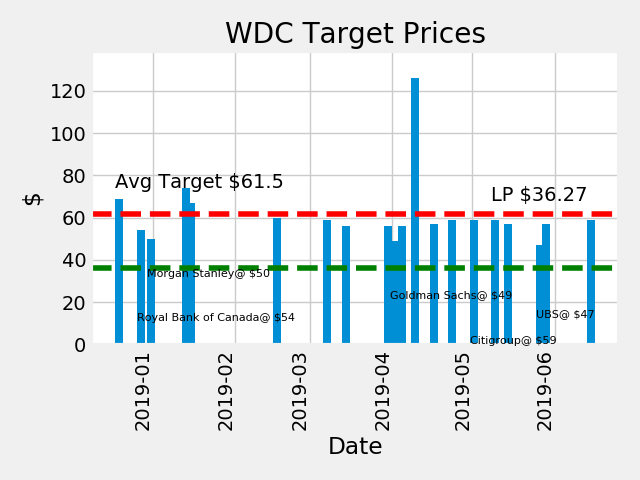 WDC Target Prices
$
120
100
80
60
40
20
0
Avg Target $61.5
LP $36.27
Morgan Stanley@ $50
Goldman Sachs@ $49
Royal Bank of Canada@ $54
UBS@ $47
Citigroup@ $59
2019-01
2019-02
2019-03
2019-04
2019-05
2019-06
Date